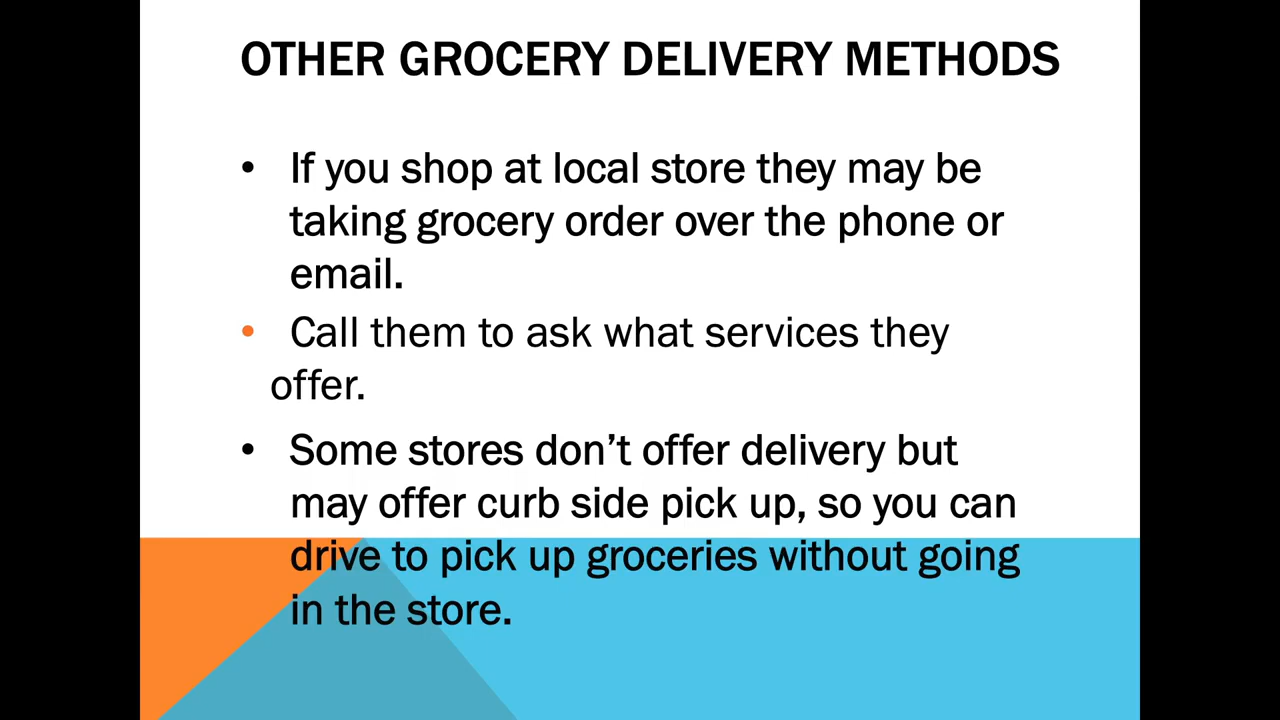 OTHER GROCERY DELIVERY METHODS
• If you shop at local store they may be
taking grocery order over the phone or
email.
• Call them to ask what services they
offer.
• Some stores don’t offer delivery but
may offer curb side pick up, so you can
drive to pick up groceries without going
in the store.